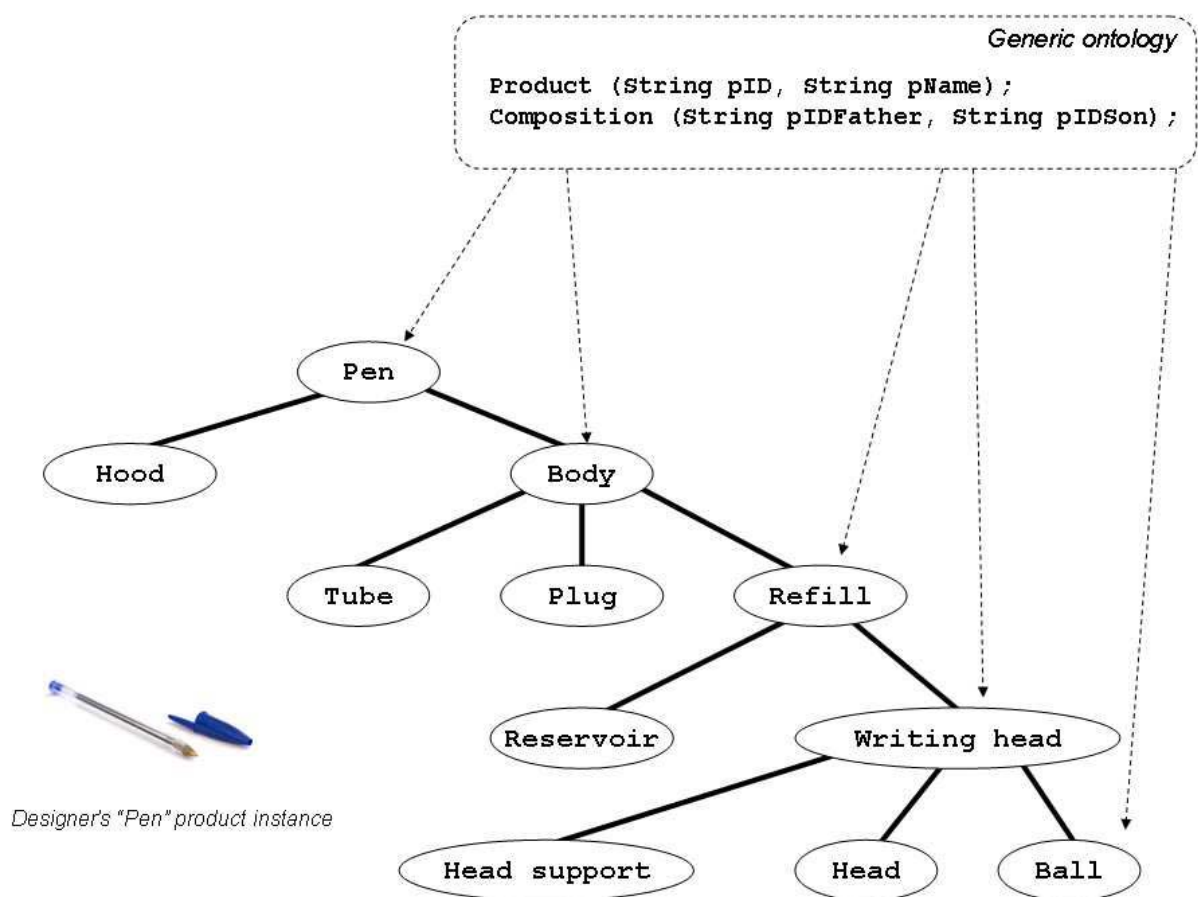 Generic ontology
Product (String pID, String pName);
Composition (String pIDFather, String pIDSon);
Pen
Hood
Body
Tube
Plug
Refill
Reservoir
Writing head
Designer's "Pen" product instance
Head support
Head
Ball